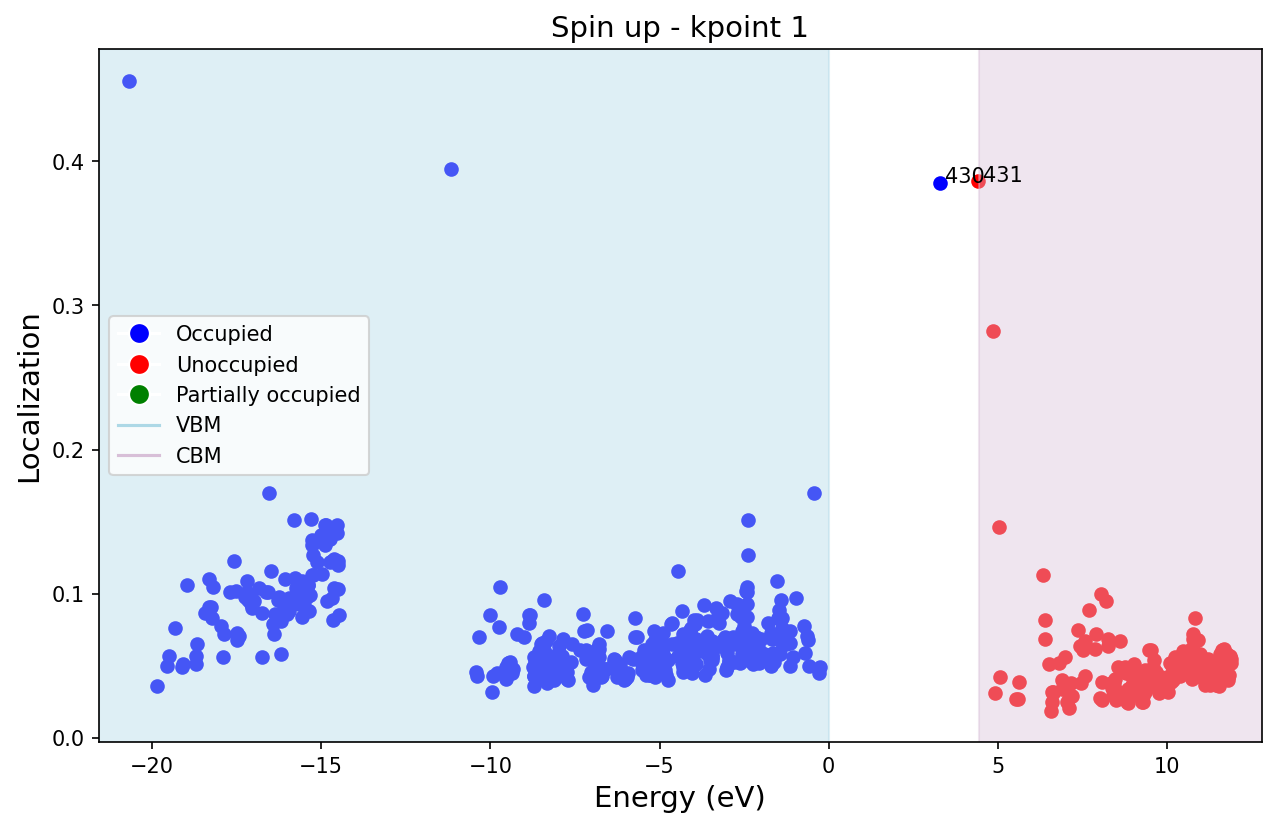 Spin up - kpoint 1
Localization
0.4
0.3
0.2
0.1
0.0
430
431
Occupied
Unoccupied
Partially occupied
VBM
CBM
−20
−15
−10
−5
0
5
10
Energy (eV)